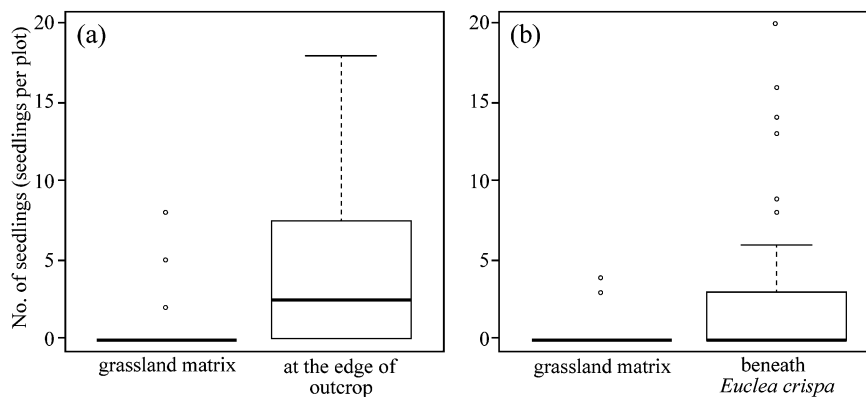 (a)
No. of seedlings (seedlings per plot)
20
15
10
5
0
grassland matrix
at the edge of
outcrop
(b)
20
15
10
5
0
grassland matrix
beneath
Euclea crispa